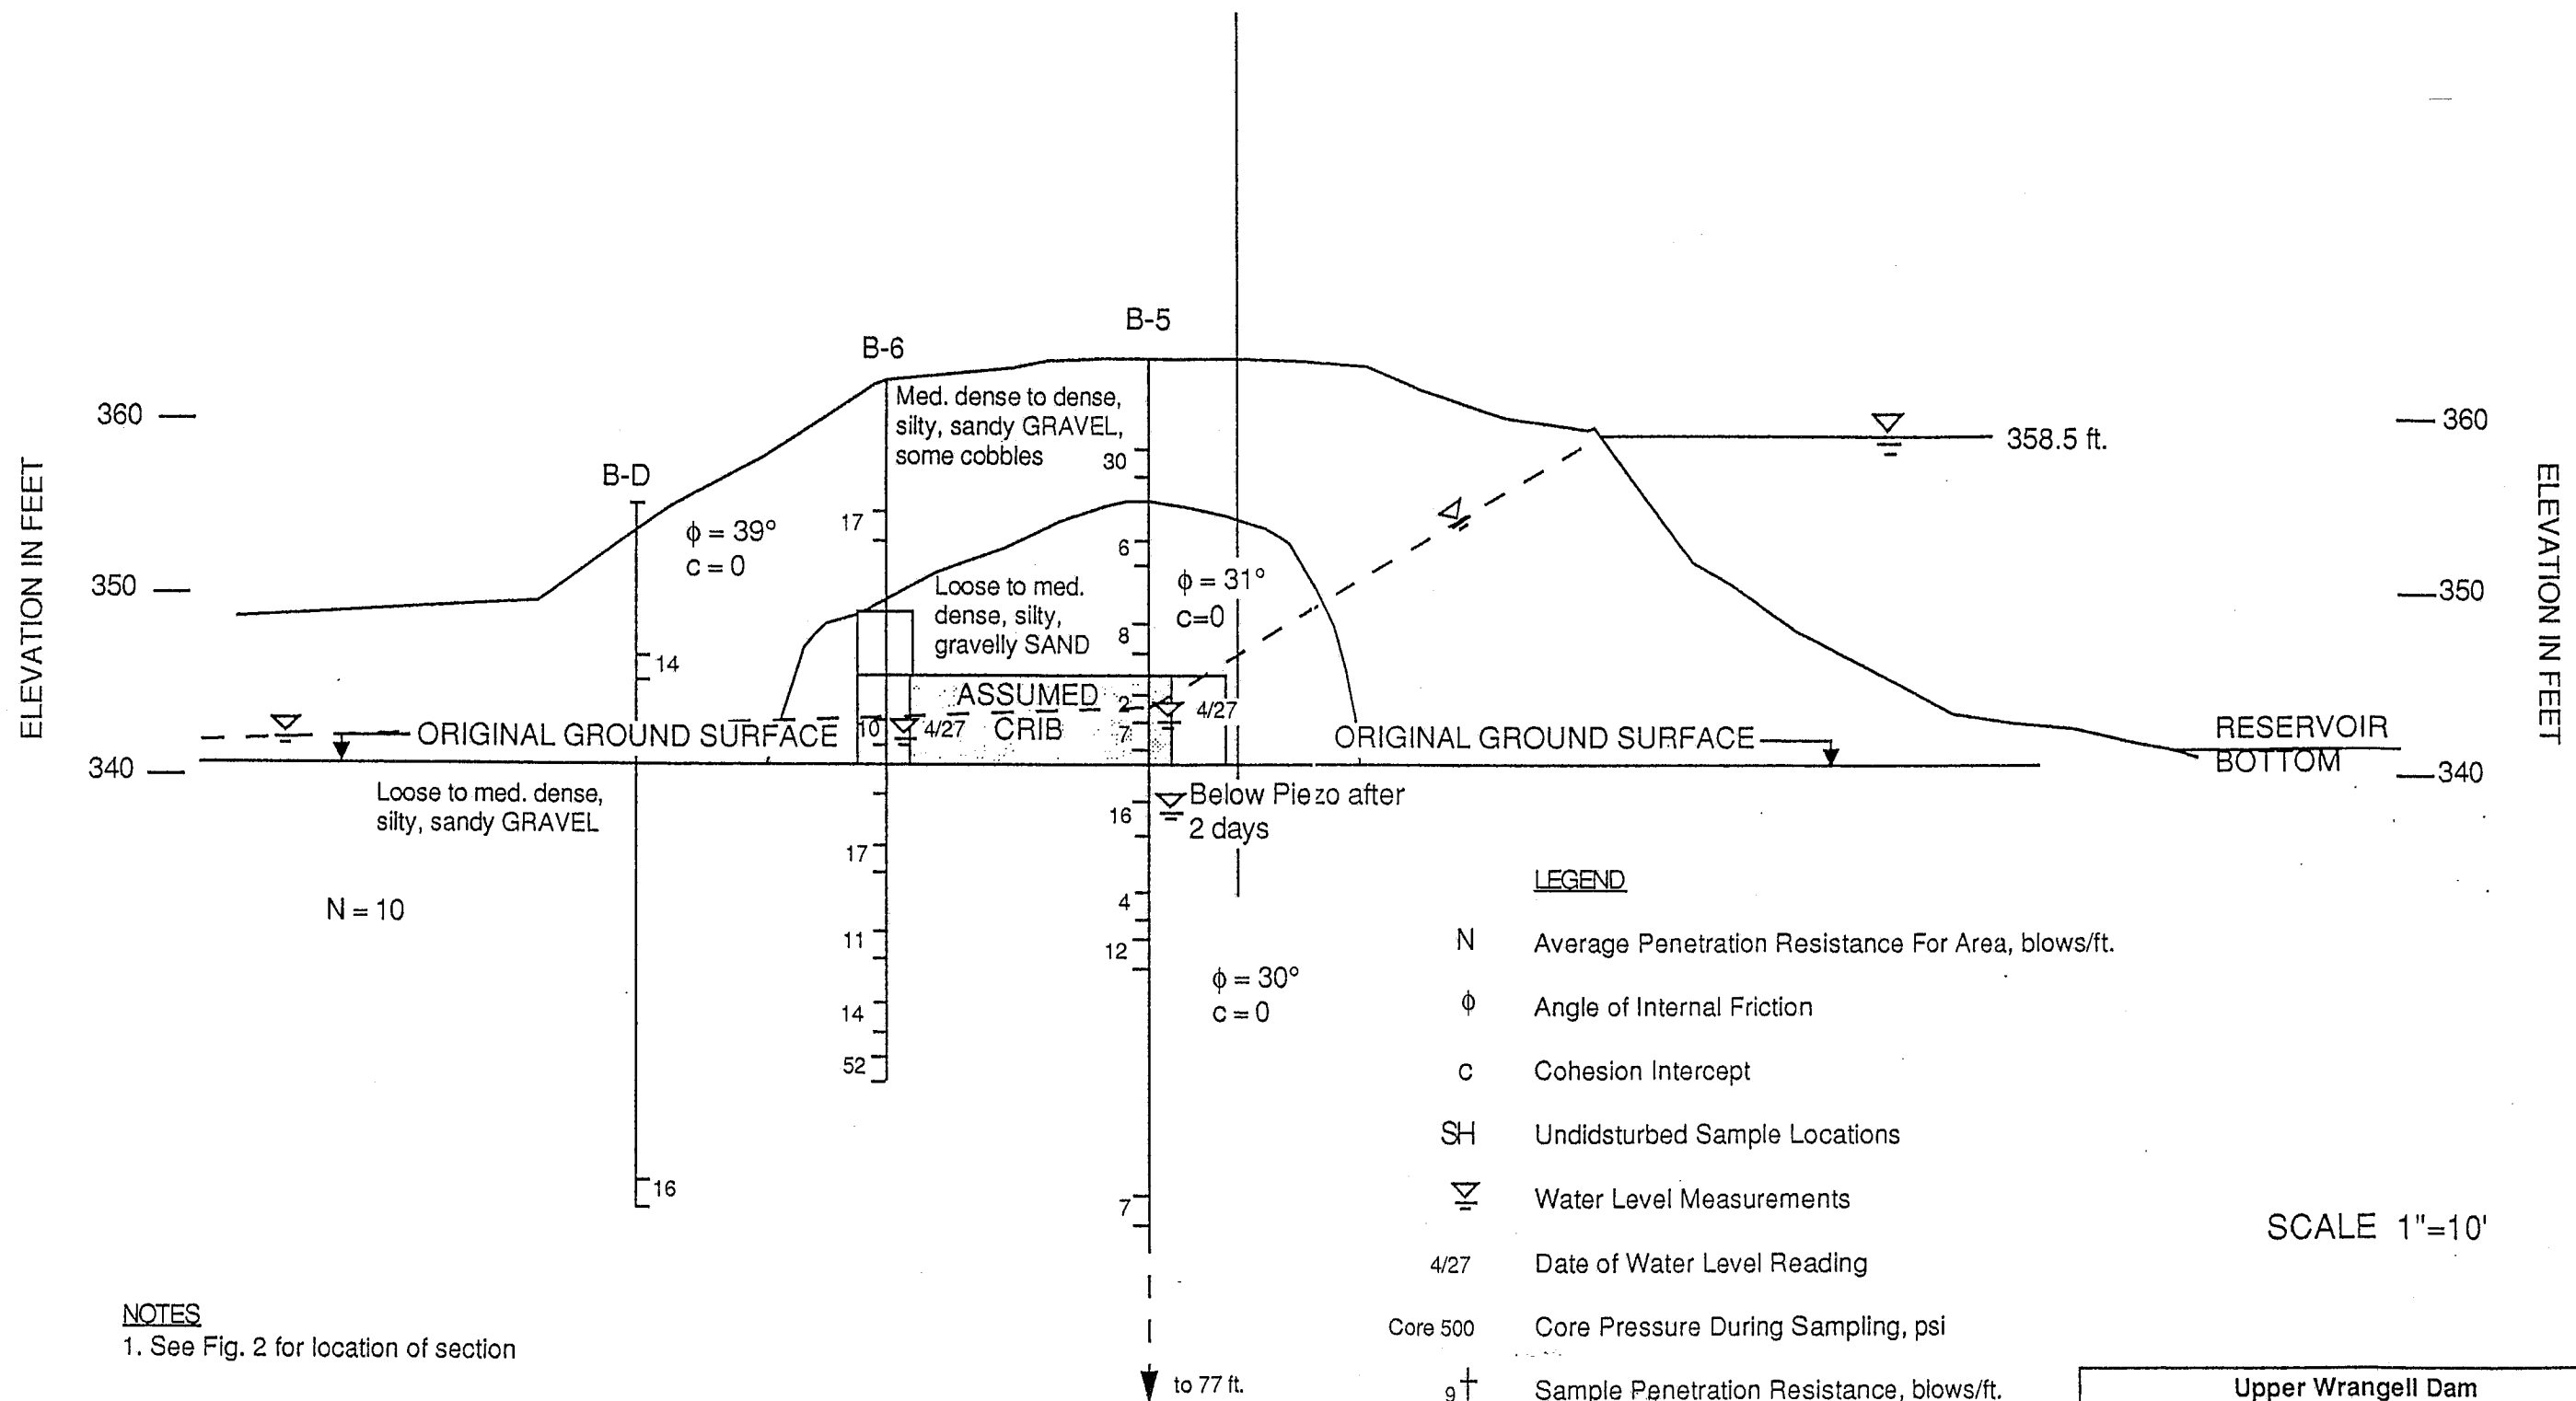 B-5
B-6
Med. dense to dense,
silty, sandy GRAVEL,
some cobbles
30
360
360
358.5 ft.
B-D
ELEVATION IN FEET
ELEVATION IN FEET
ϕ = 39°
c = 0
17
6
Loose to med.
dense, silty,
gravelly SAND
ϕ = 31°
c=0
350
350
8
14
ASSUMED
CRIB
2
7
4/27
10
4/27
ORIGINAL GROUND SURFACE
ORIGINAL GROUND SURFACE
RESERVOIR
BOTTOM
340
340
Loose to med. dense,
silty, sandy GRAVEL
Below Piezo after
2 days
16
17
N = 10
4
11
12
ϕ = 30°
c = 0
14
52
16
7
to 77 ft.
LEGEND
N Average Penetration Resistance For Area, blows/ft.
ϕ Angle of Internal Friction
c Cohesion Intercept
SH Undidsturbed Sample Locations
Water Level Measurements
4/27 Date of Water Level Reading
Core 500 Core Pressure During Sampling, psi
9 Sample Penetration Resistance, blows/ft.
SCALE 1"=10'
NOTES
1. See Fig. 2 for location of section
Upper Wrangell Dam